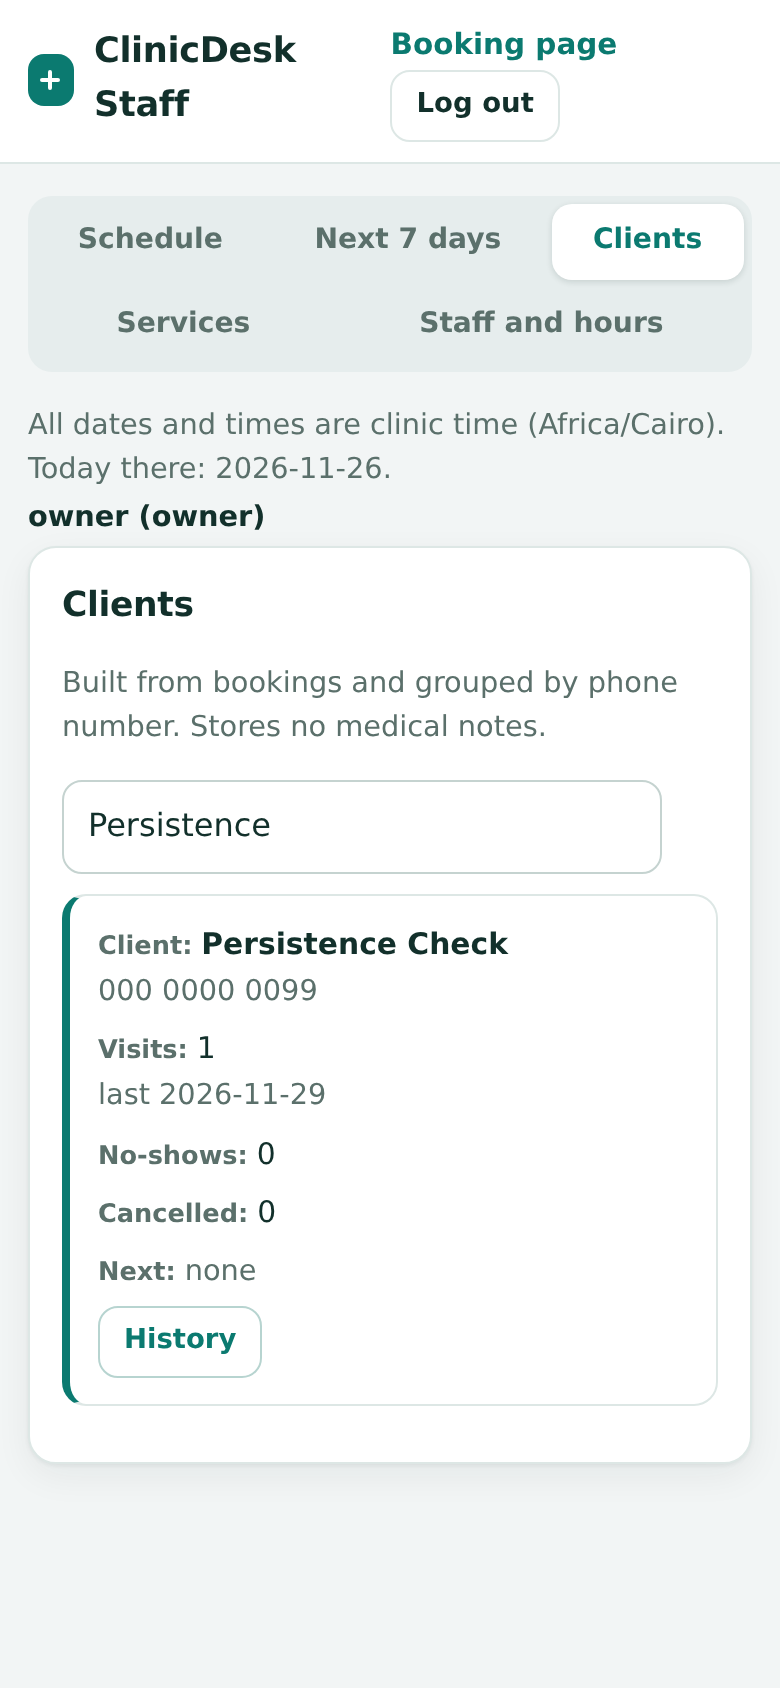 ClinicDesk
Staff
Booking page
Log out
Schedule
Next 7 days
Clients
Services
Staff and hours
All dates and times are clinic time (Africa/Cairo).
Today there: 2026-11-26.
owner (owner)
Clients
Built from bookings and grouped by phone
number. Stores no medical notes.
Persistence
Client: Persistence Check
000 0000 0099
Visits: 1
last 2026-11-29
No-shows: 0
Cancelled: 0
Next: none
History